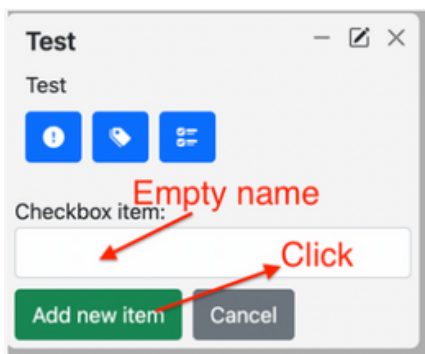 Test
Test
Empty name
Checkbox item:
Click
Add new item
Cancel